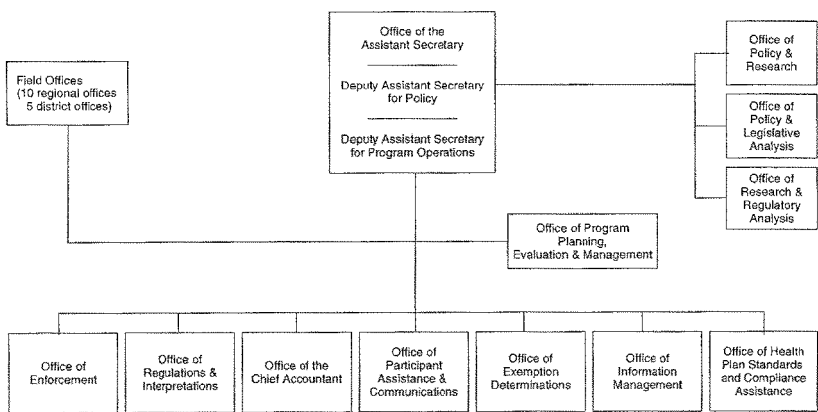 Office of the
Assistant Secretary
Deputy Assistant Secretary
for Policy
Deputy Assistant Secretary
for Program Operations
Field Offices
(10 regional offices
5 district offices)
Office of
Policy &
Research
Office of
Policy &
Legislative
Analysis
Office of
Research &
Regulatory
Analysis
Office of Program
Planning,
Evaluation & Management
Office of
Enforcement
Office of
Regulations &
Interpretations
Office of the
Chief Accountant
Office of
Participant
Assistance &
Communications
Office of
Exemption
Determinations
Office of
Information
Management
Office of Health
Plan Standards
and Compliance
Assistance